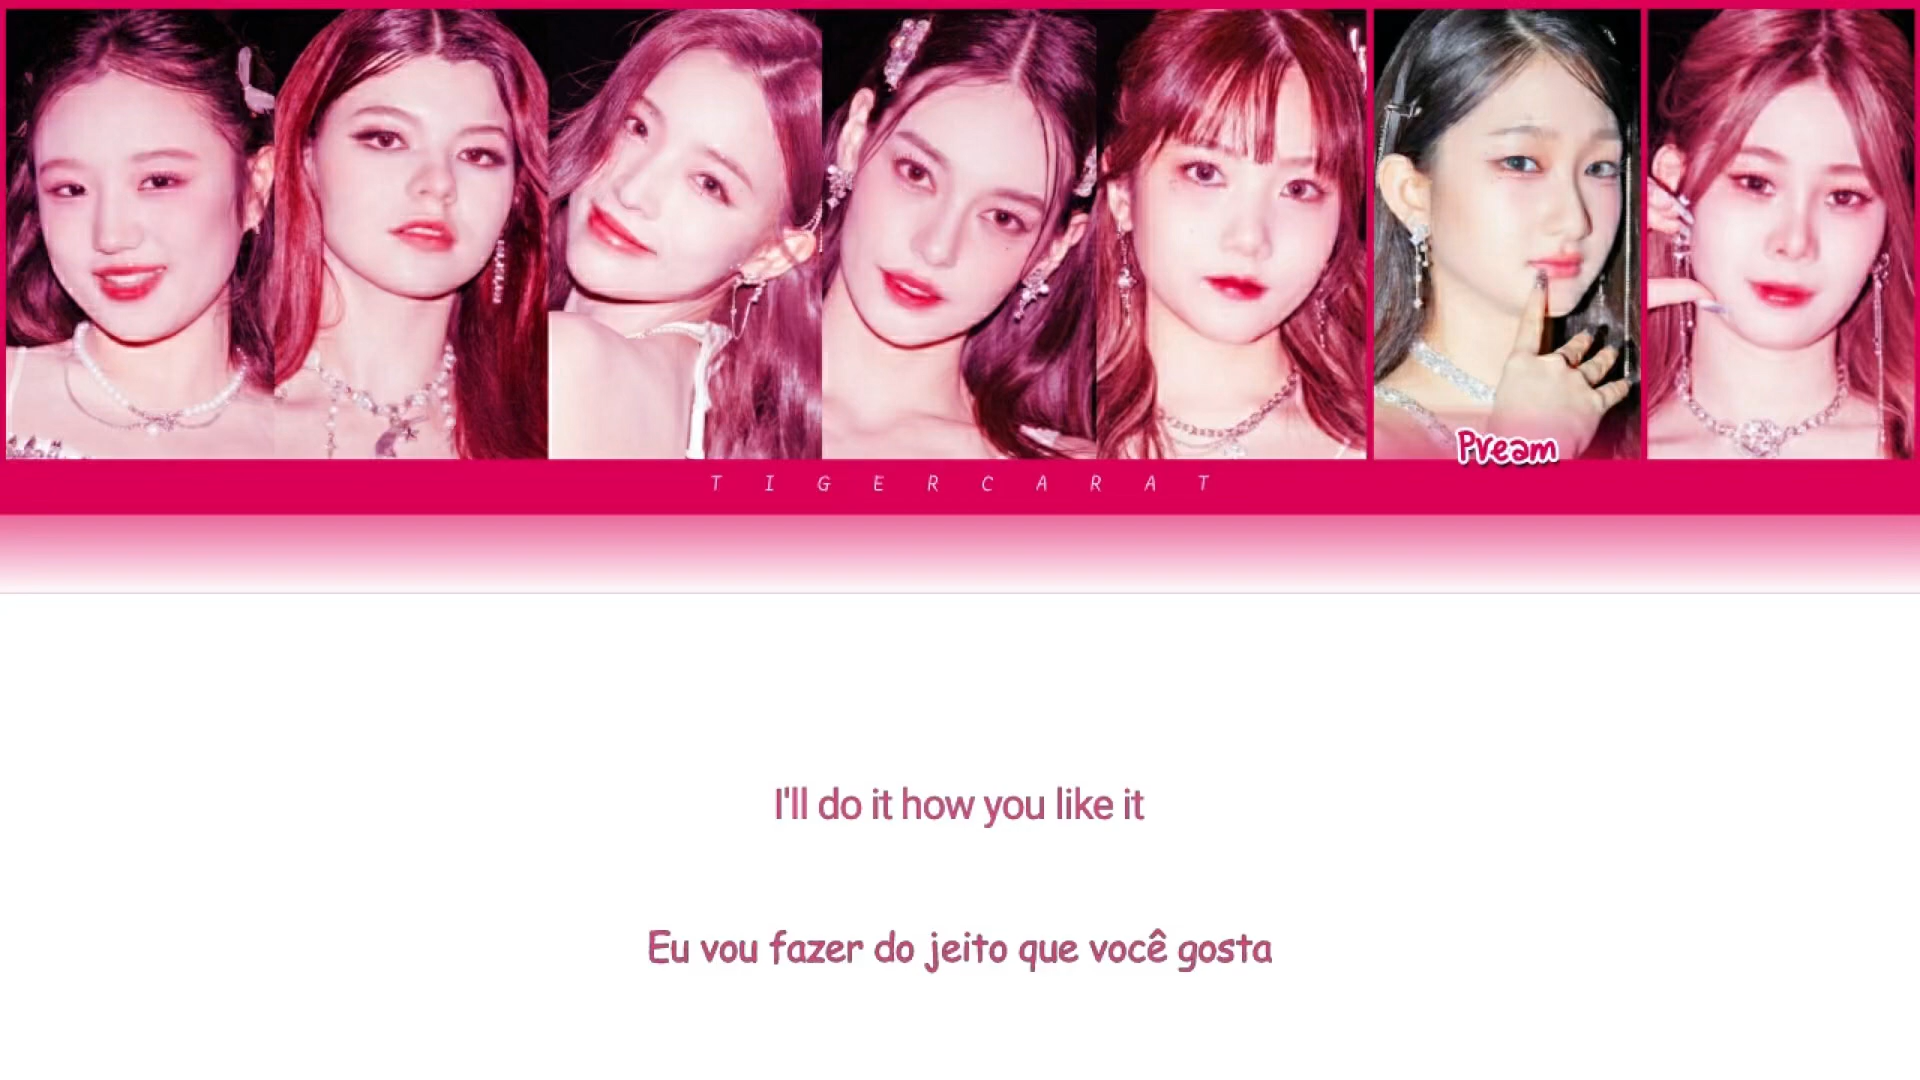 Pream
T I G E R C A R A T
I'll do it how you like it
Eu vou fazer do jeito que você gosta